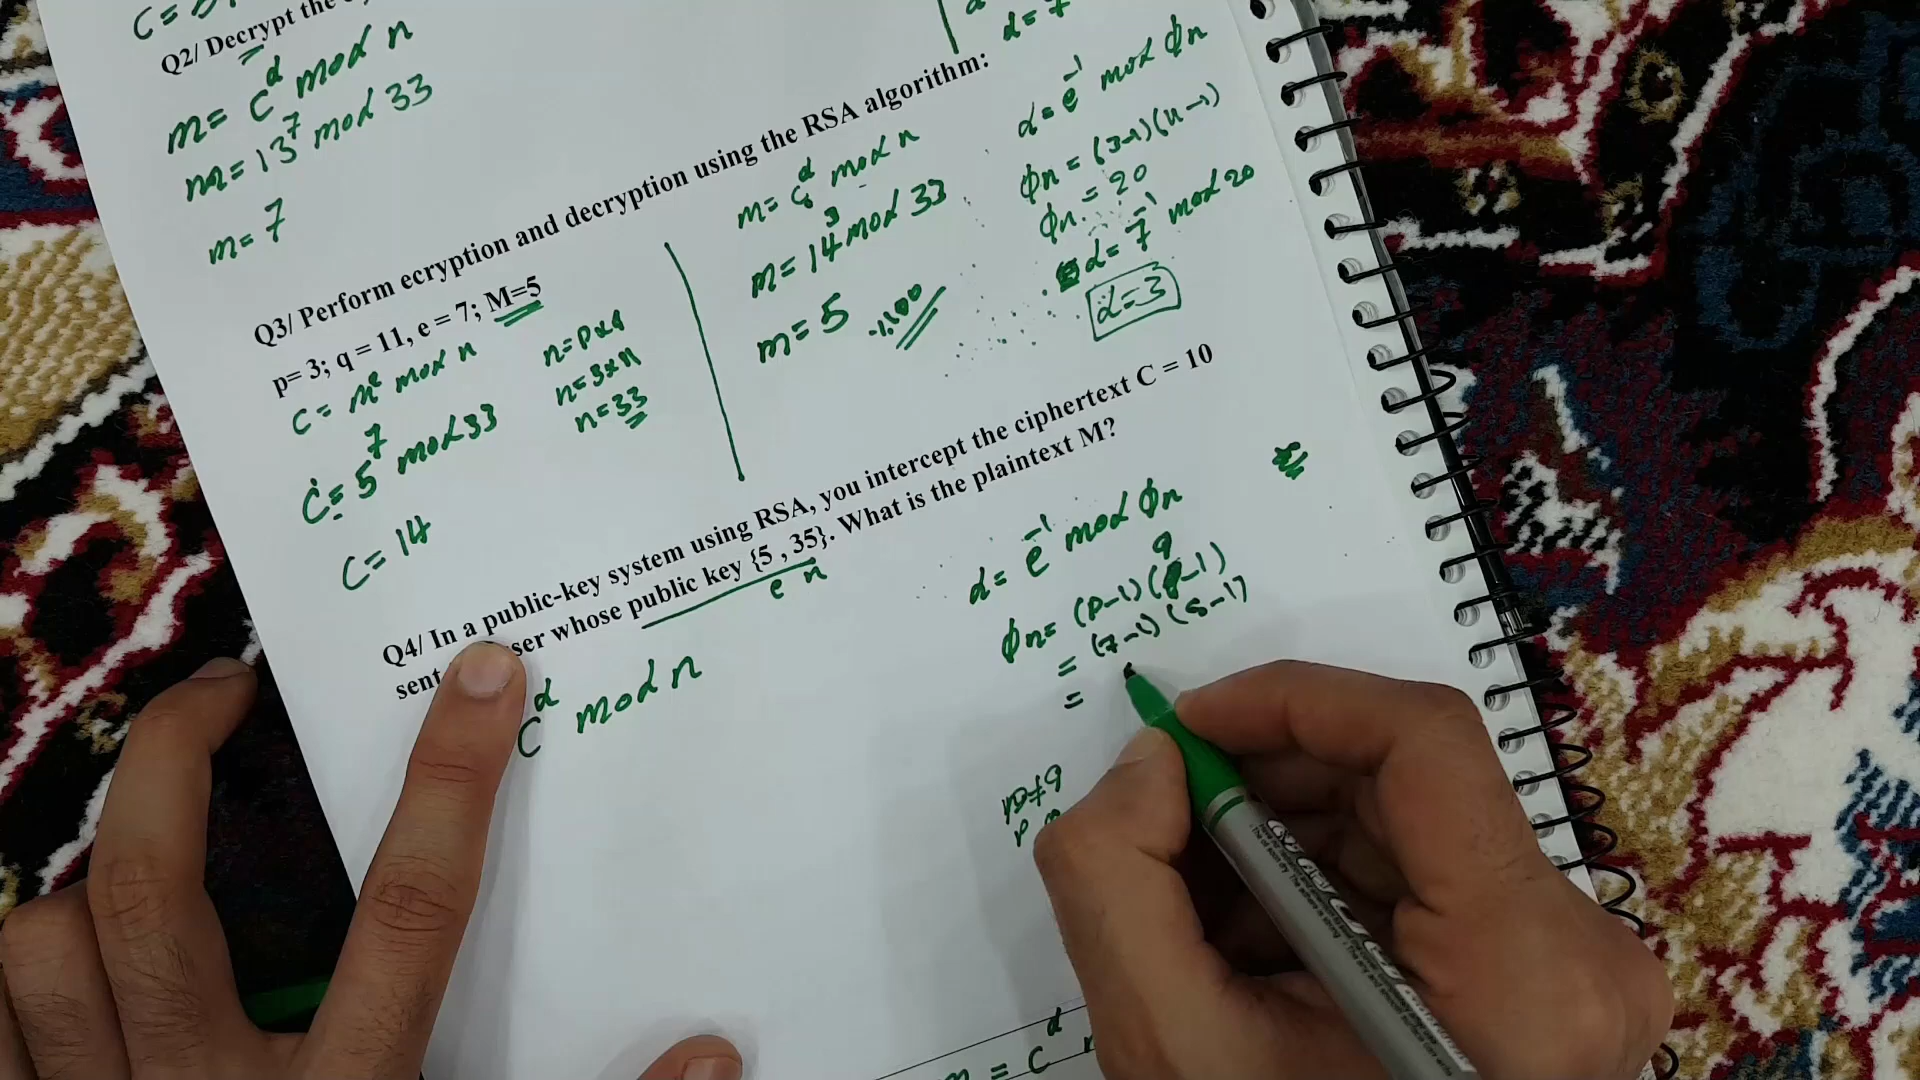 C =
Q2/ Decrypt the
m = C^d mod n
m = 13^7 mod 33
m = 7
d = 7
Q3/ Perform ecryption and decryption using the RSA algorithm:
p= 3; q = 11, e = 7; M=5
C = m^e mod n
C = 5^7 mod 33
C = 14
n = p x q
n = 3 x 11
n = 33
m = C^d mod n
m = 14^3 mod 33
m = 5
d = e^-1 mod ϕn
ϕn = (3-1)(11-1)
ϕn = 20
d = 7^-1 mod 20
d = 3
Q4/ In a public-key system using RSA, you intercept the ciphertext C = 10
sent user whose public key {5 , 35}. What is the plaintext M?
e n
C^d mod n
d = e^-1 mod ϕn
ϕn = (p-1)(q-1)
= (7-1)(5-1)
=
p≠q
m = C^d